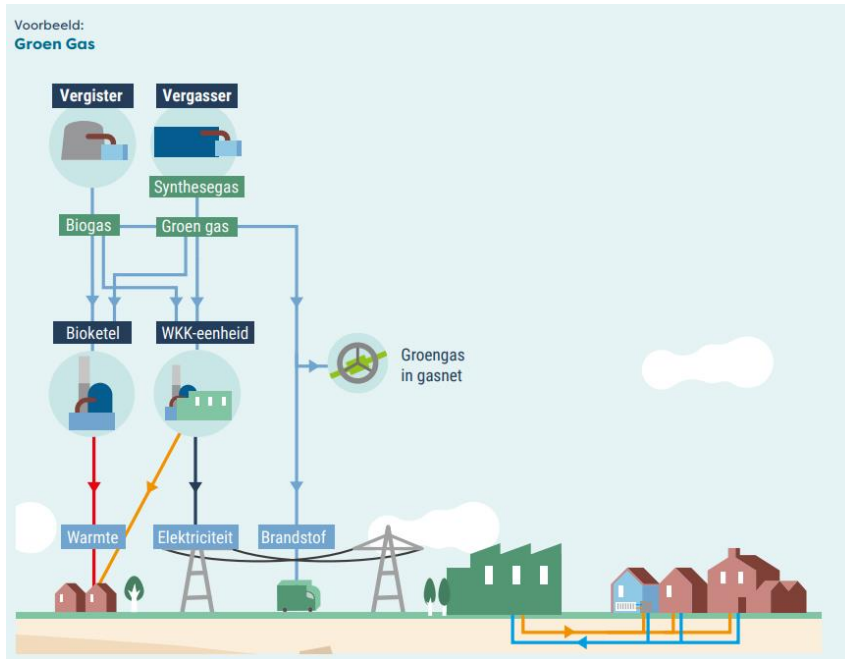 Voorbeeld:
Groen Gas
Vergister
Vergasser
Synthesegas
Biogas
Groen gas
Bioketel
WKK-eenheid
Groengas
in gasnet
Warmte
Elektriciteit
Brandstof